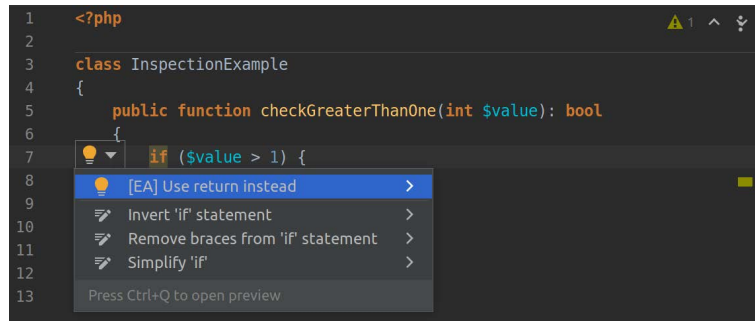 1 <?php
1
2
3 class InspectionExample
4 {
5 public function checkGreaterThanOne(int $value): bool
6 {
7 if ($value > 1) {
8 [EA] Use return instead
9 Invert 'if' statement
10 Remove braces from 'if' statement
11
12 Simplify 'if'
13 Press Ctrl+Q to open preview